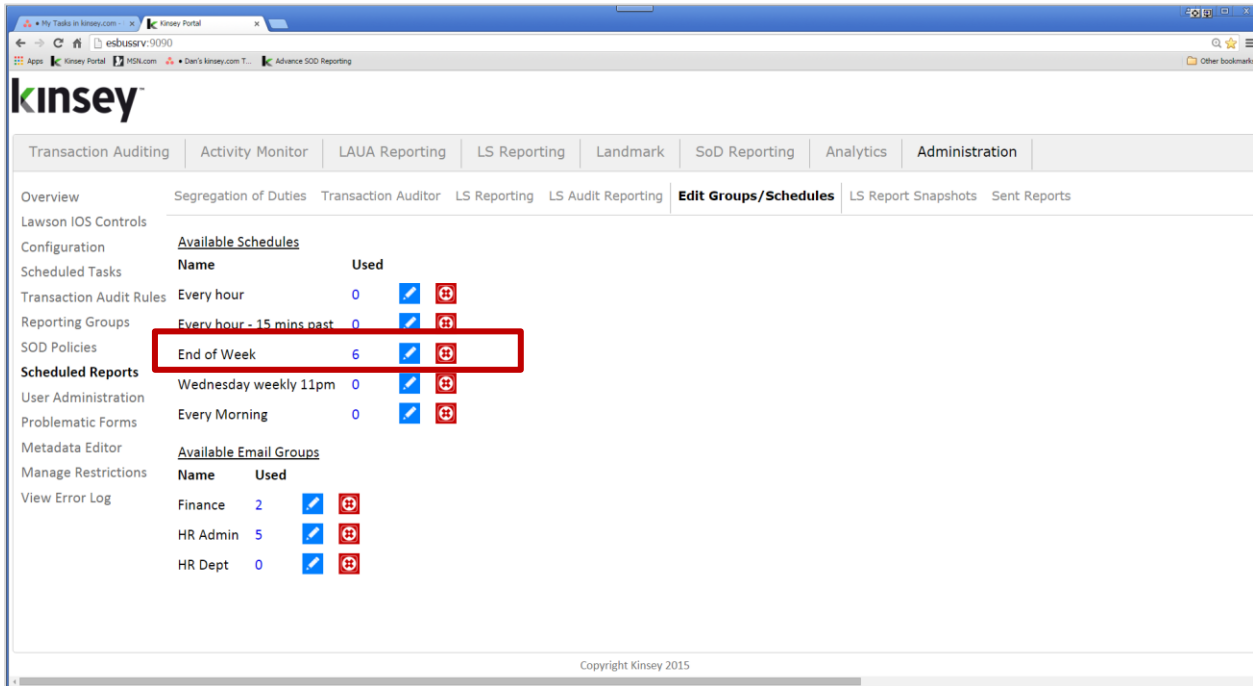 • My Tasks in kinsey.com - x Kinsey Portal x
esbussrv:9090
Apps Kinsey Portal MSN.com • Dan's kinsey.com T... Advance SOD Reporting Other bookmarks
kinsey
Transaction Auditing Activity Monitor LAUA Reporting LS Reporting Landmark SoD Reporting Analytics Administration
Segregation of Duties Transaction Auditor LS Reporting LS Audit Reporting Edit Groups/Schedules LS Report Snapshots Sent Reports
Overview
Lawson IOS Controls
Configuration
Scheduled Tasks
Transaction Audit Rules
Reporting Groups
SOD Policies
Scheduled Reports
User Administration
Problematic Forms
Metadata Editor
Manage Restrictions
View Error Log
Available Schedules
Name Used
Every hour 0
Every hour - 15 mins past 0
End of Week 6
Wednesday weekly 11pm 0
Every Morning 0
Available Email Groups
Name Used
Finance 2
HR Admin 5
HR Dept 0
Copyright Kinsey 2015